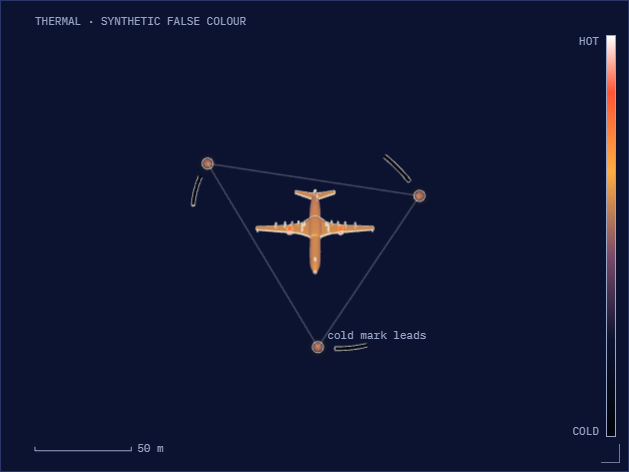 THERMAL · SYNTHETIC FALSE COLOUR
HOT
cold mark leads
COLD
50 m